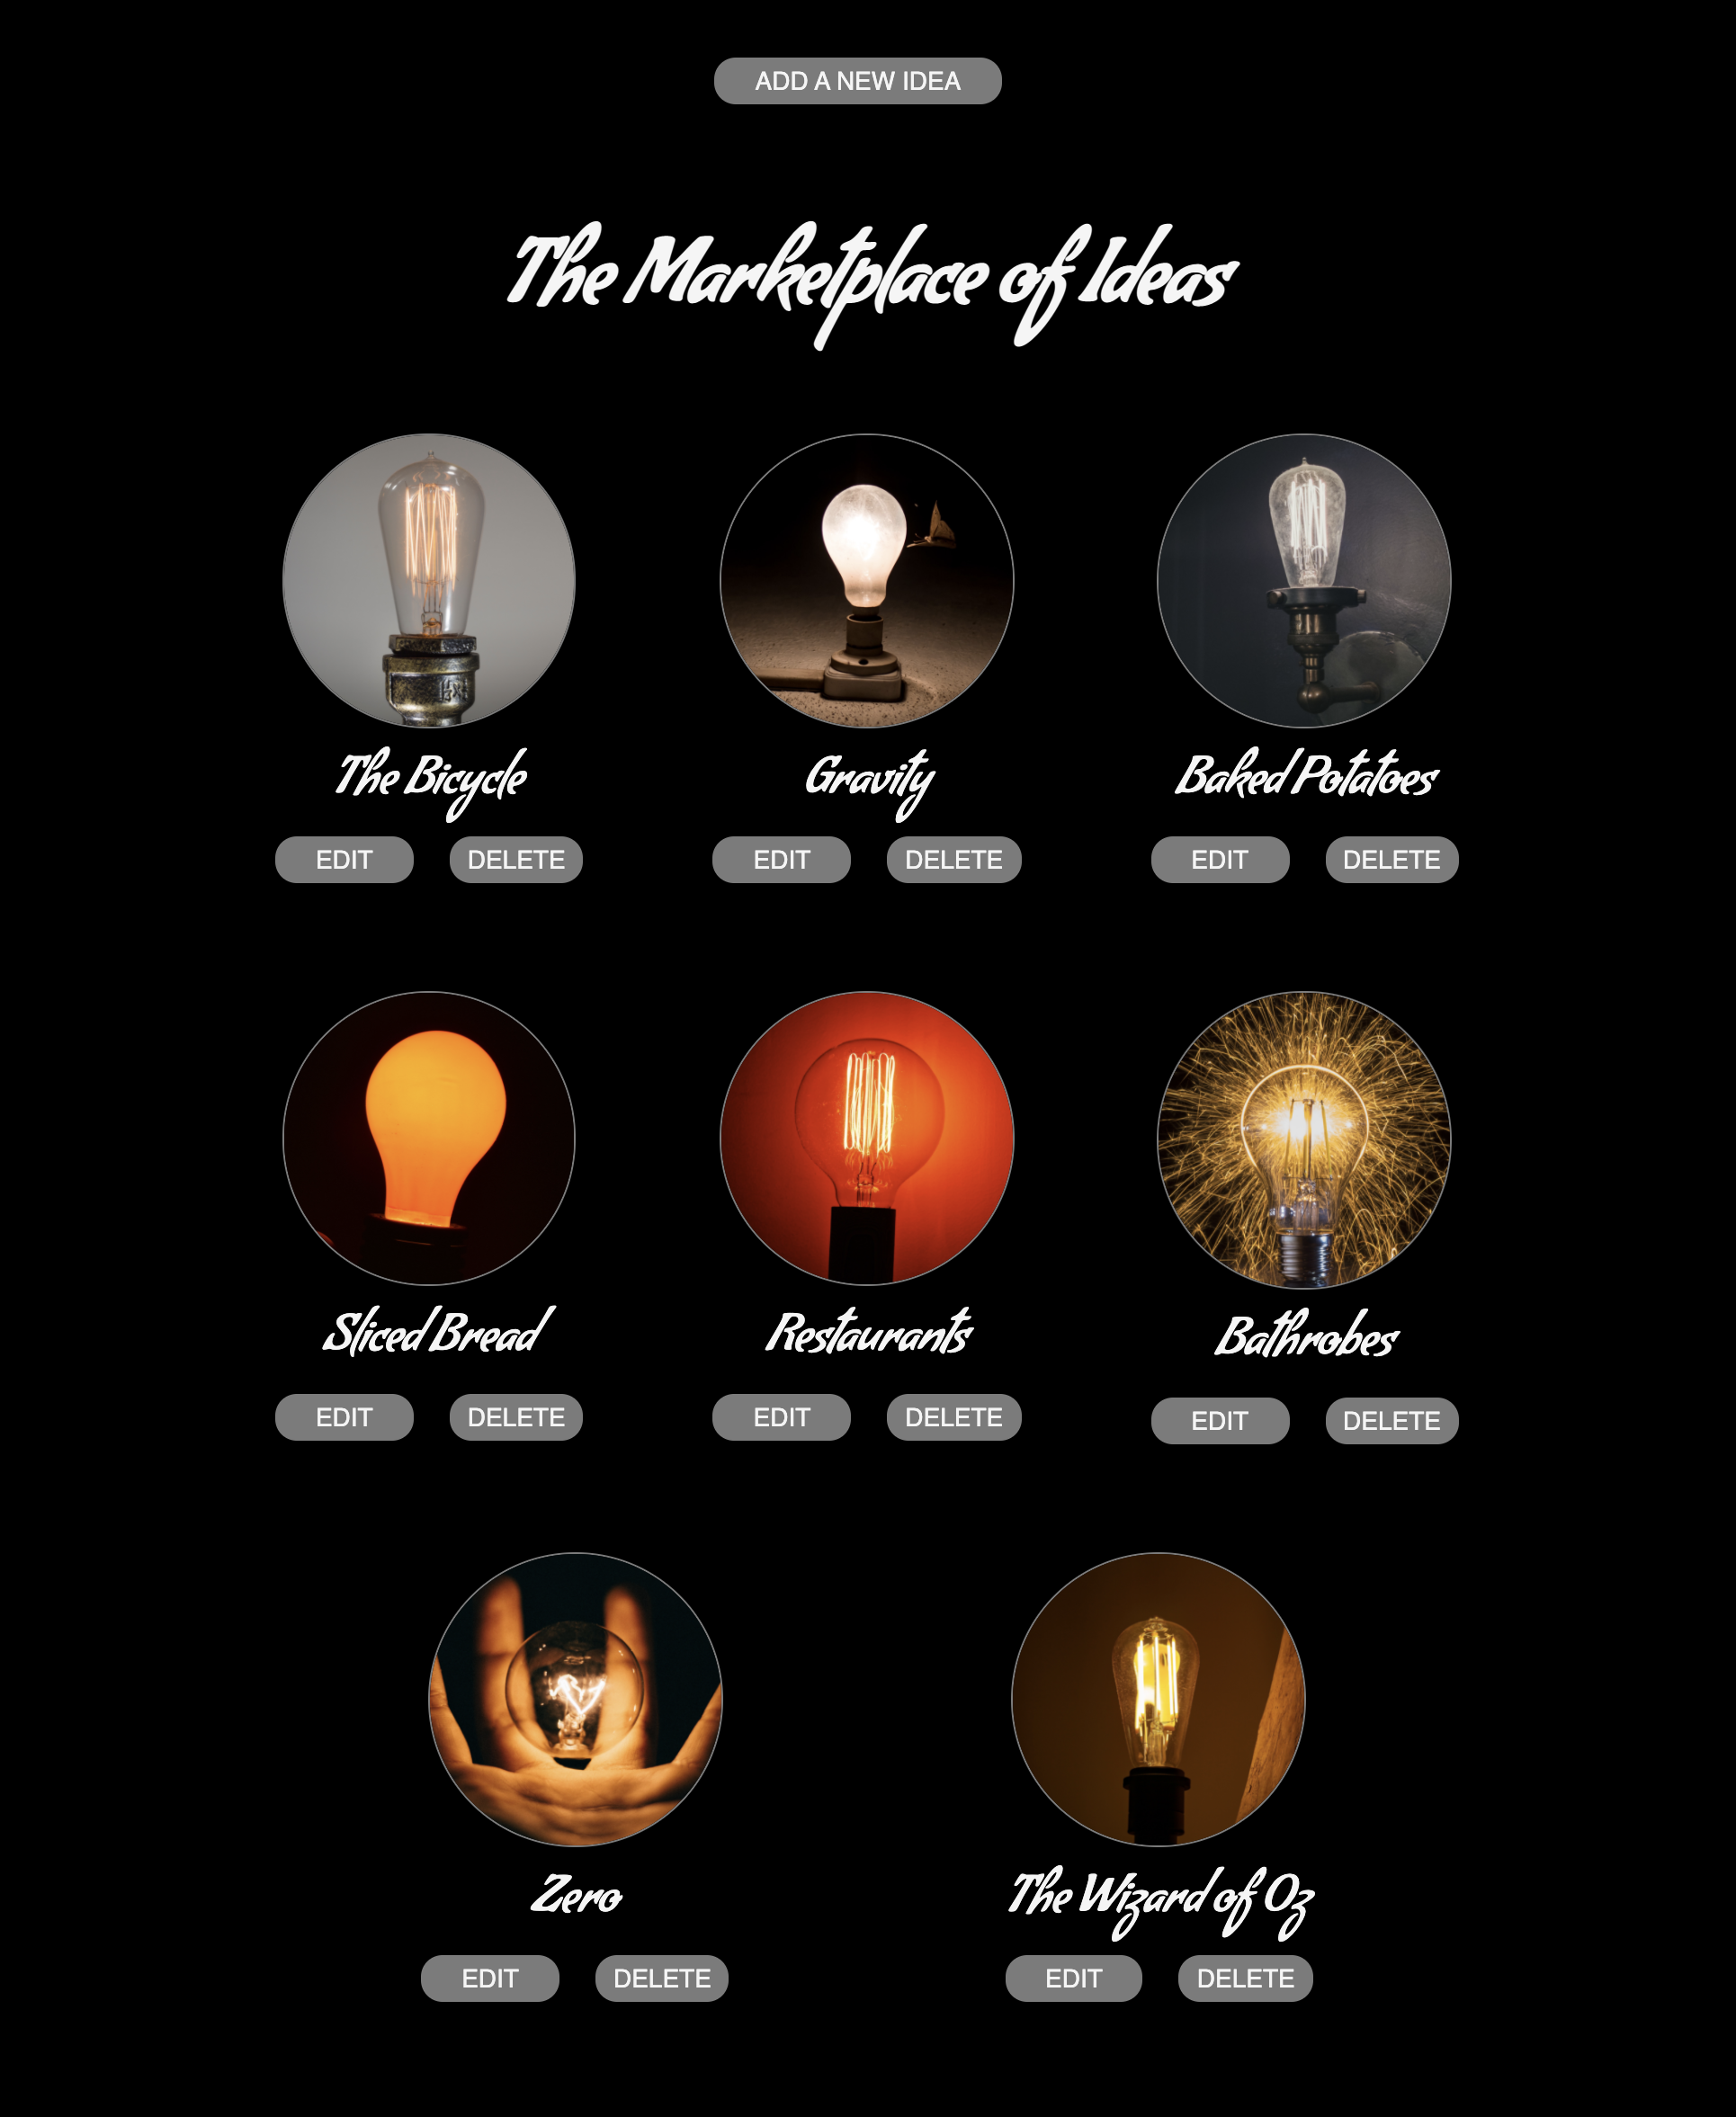 ADD A NEW IDEA
The Marketplace of Ideas
The Bicycle
Gravity
Baked Potatoes
EDIT
DELETE
EDIT
DELETE
EDIT
DELETE
Sliced Bread
Restaurants
Bathrobes
EDIT
DELETE
EDIT
DELETE
EDIT
DELETE
Zero
The Wizard of Oz
EDIT
DELETE
EDIT
DELETE